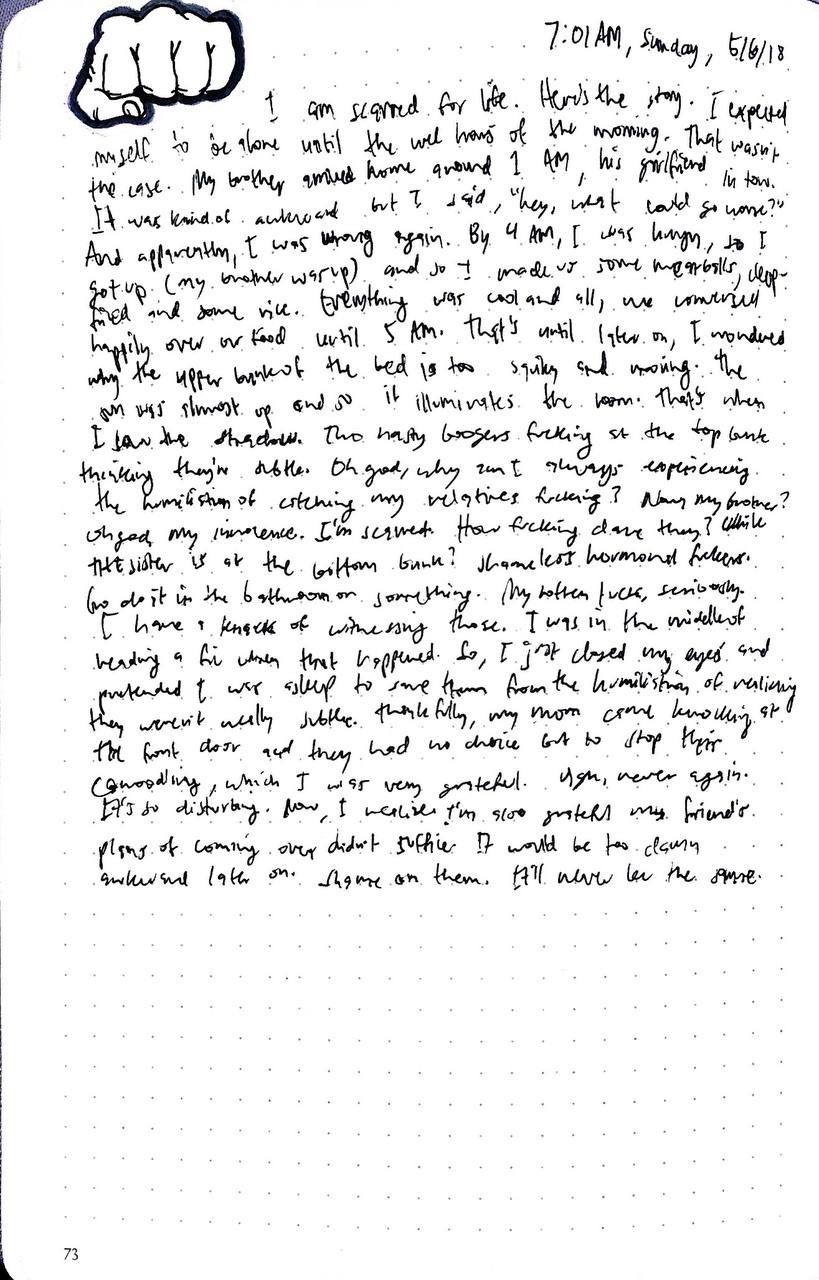 7:01 AM, Sunday, 5/6/18
I am scarred for life. Here's the story. I expected
myself to be alone until the wee hours of the morning. That wasn't
the case. My brother arrived home around 1 AM, his girlfriend in tow.
It was kind of awkward but I said, "hey, what could go worse?"
And apparently, I was wrong again. By 4 AM, I was hungry, so I
got up (my brother was up) and so I made us some meatballs, deep-
fried and some rice. Everything was cool and all, we conversed
happily over our food until 5 AM. That's until later on, I wondered
why the upper bunk of the bed is too squiky and moving. The
sun was almost up and so it illuminates the room. That's when
I saw the shadow. Two nasty boogers fucking at the top bunk
thinking they're subtle. Oh god, why am I always experiencing
the humiliation of catching my relatives fucking? Now my brother?
Oh god, my innocence. I'm scarred. How fucking dare they? While
THE sister is at the bottom bunk? Shameless hormonal fuckers.
Go do it in the bathroom or something. My rotten luck, seriously.
I have a knack of witnessing those. I was in the middle of
reading a fic when that happened. So, I just closed my eyes and
pretended I was asleep to save them from the humiliation of realizing
they weren't really subtle. Thankfully, my mom came knocking at
the front door and they had no choice but to stop their
canoodling, which I was very grateful. Ugh, never again.
It's so disturbing. Now, I realize I'm also grateful my friend's
plans of coming over didn't suffice. It would be too
awkward later on. Shame on them. It'll never be the same.
73